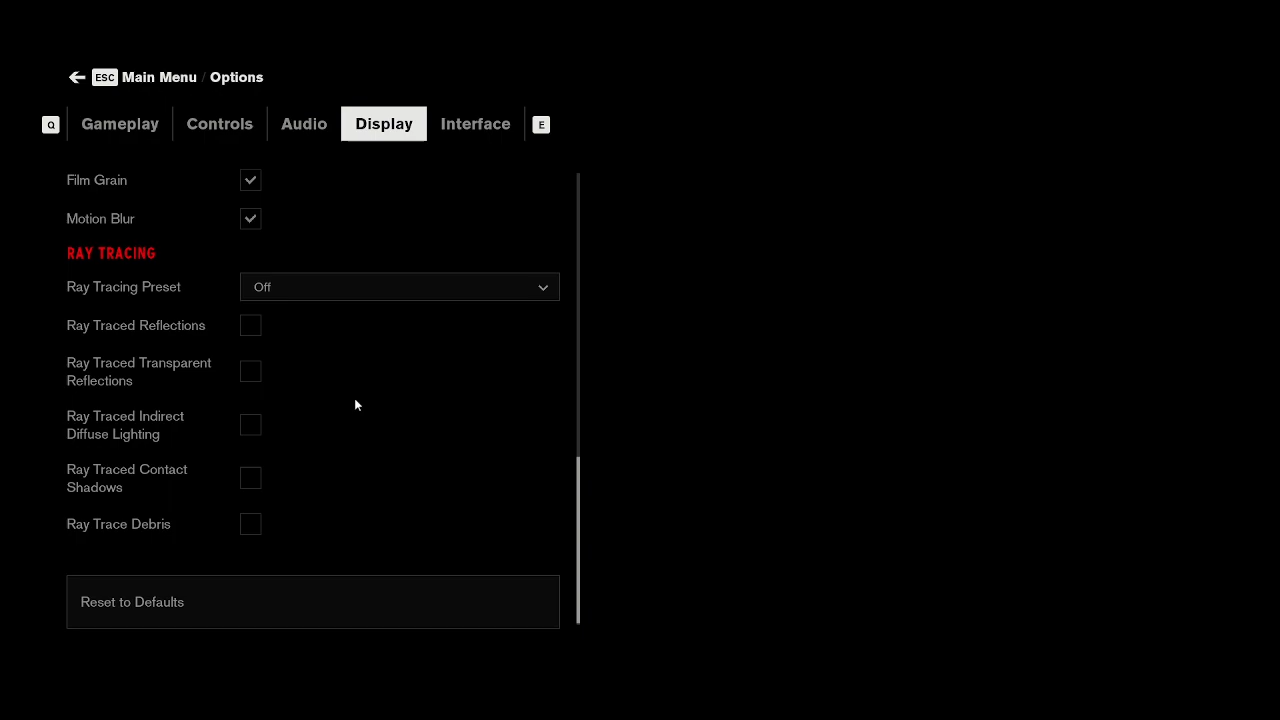 ESC Main Menu / Options
Q Gameplay Controls Audio Display Interface E
Film Grain
Motion Blur
RAY TRACING
Ray Tracing Preset Off
Ray Traced Reflections
Ray Traced Transparent
Reflections
Ray Traced Indirect
Diffuse Lighting
Ray Traced Contact
Shadows
Ray Trace Debris
Reset to Defaults